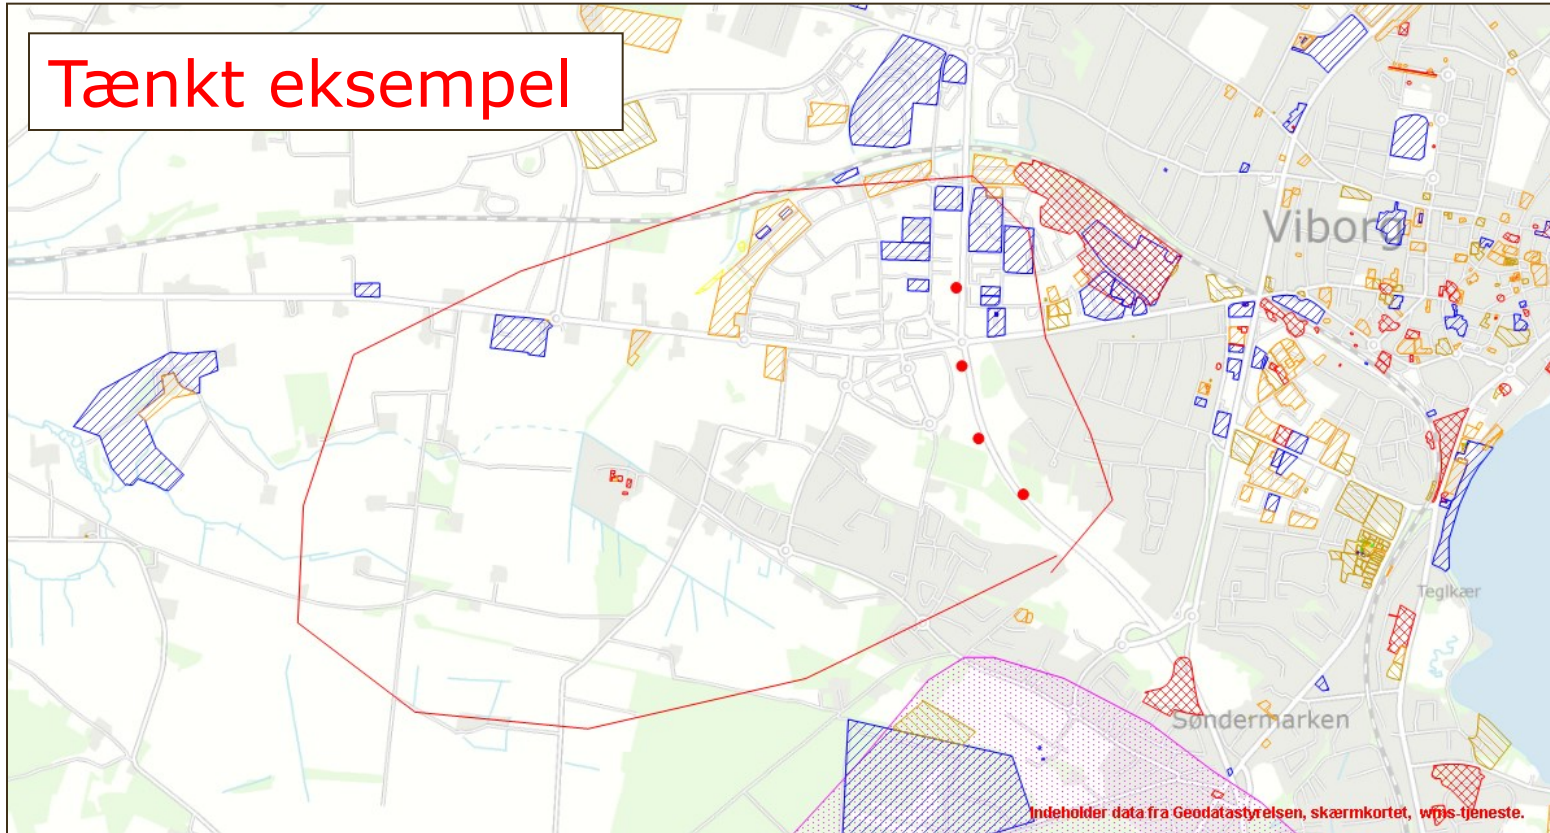 Tænkt eksempel
Viborg
Teglkær
Søndermarken
Indeholder data fra Geodatastyrelsen, skærmkortet, wms-tjeneste.